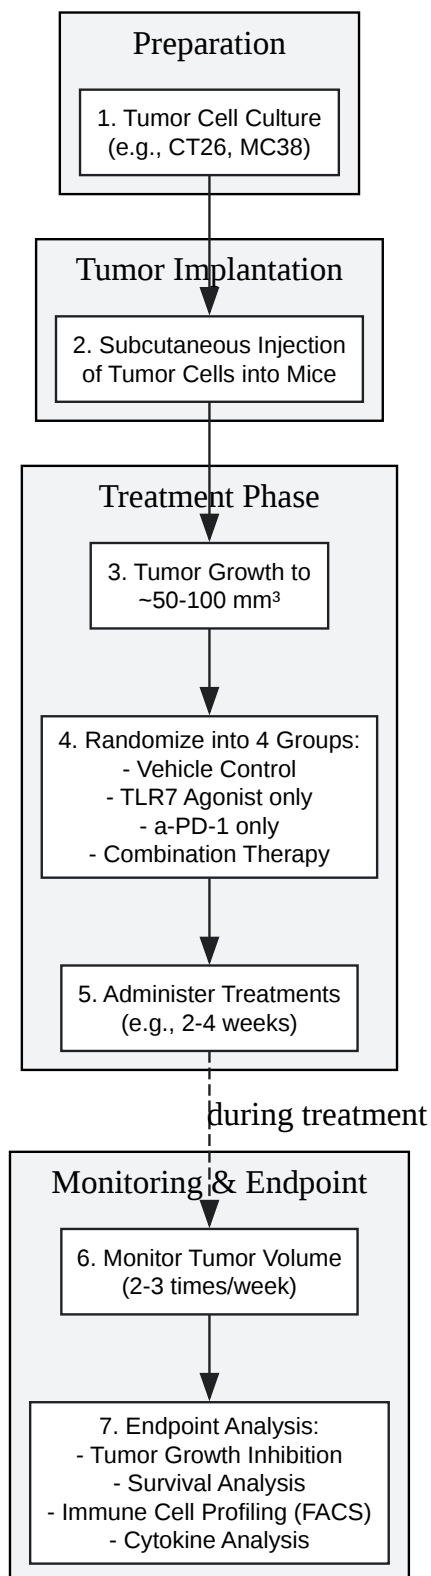 Preparation
1. Tumor Cell Culture
(e.g., CT26, MC38)
Tumor Implantation
2. Subcutaneous Injection
of Tumor Cells into Mice
Treatment Phase
3. Tumor Growth to
~50-100 mm³
4. Randomize into 4 Groups:
- Vehicle Control
- TLR7 Agonist only
- a-PD-1 only
- Combination Therapy
5. Administer Treatments
(e.g., 2-4 weeks)
during treatment
Monitoring & Endpoint
6. Monitor Tumor Volume
(2-3 times/week)
7. Endpoint Analysis:
- Tumor Growth Inhibition
- Survival Analysis
- Immune Cell Profiling (FACS)
- Cytokine Analysis